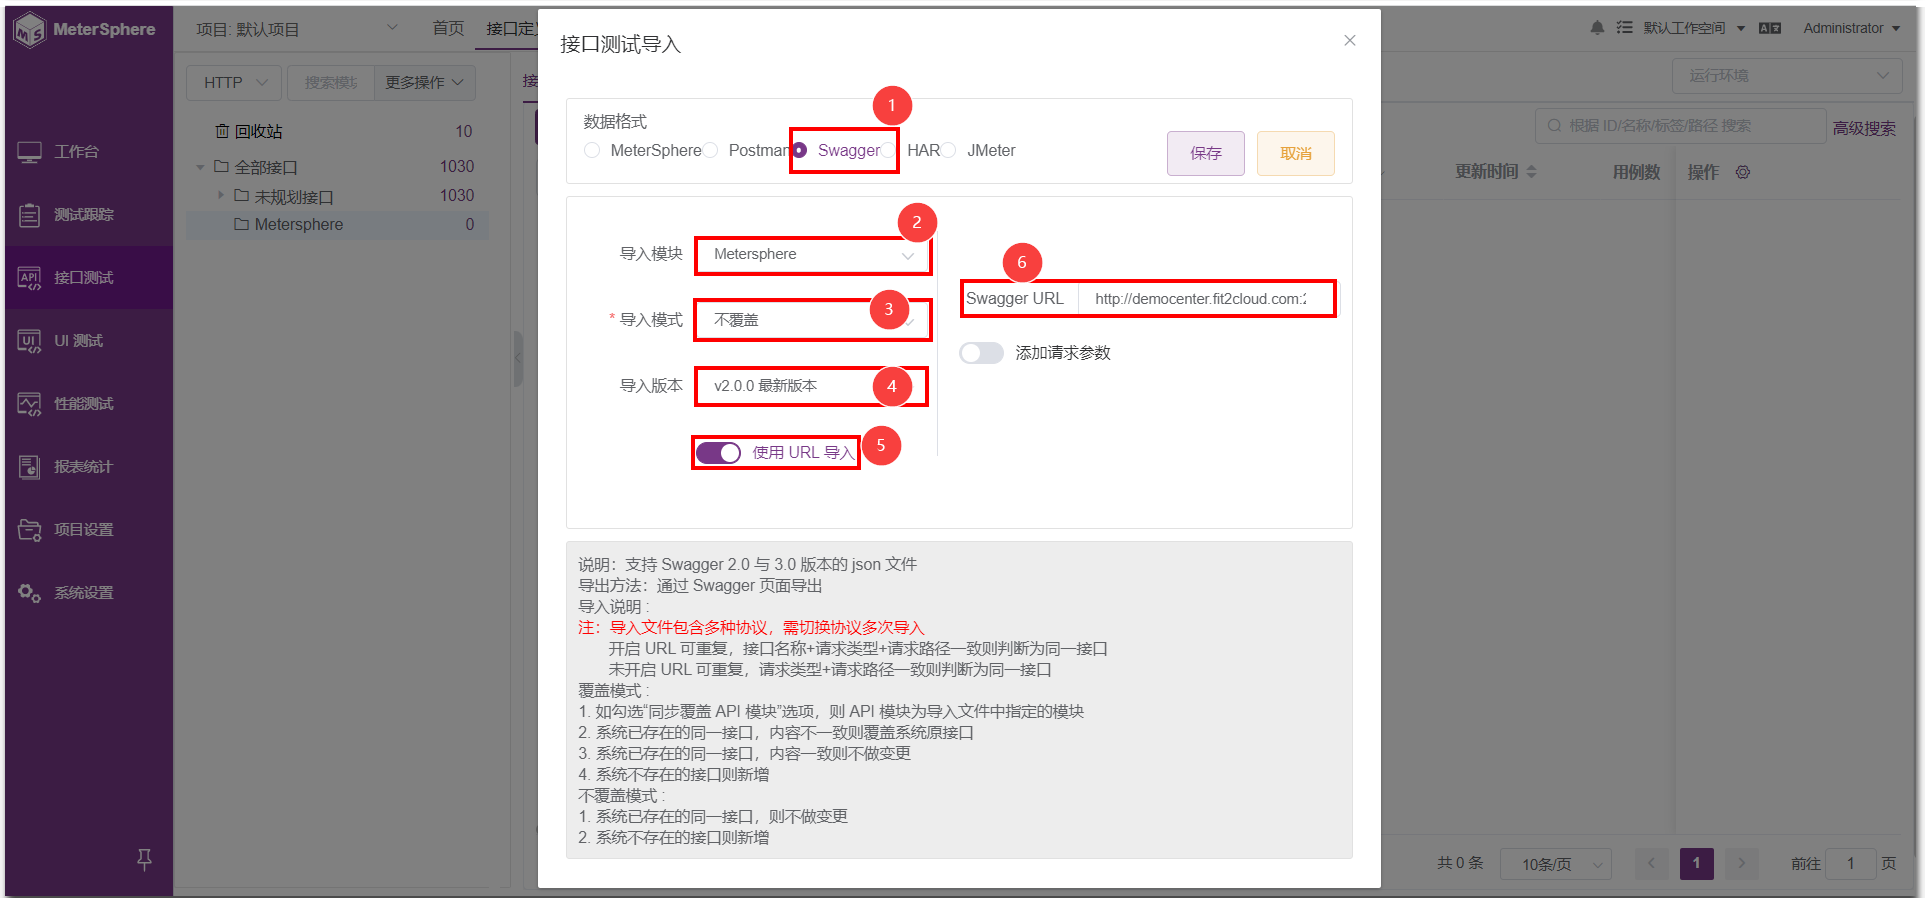 MeterSphere
项目: 默认项目
首页
接口定
默认工作空间
Administrator
接口测试导入
HTTP
搜索模块
更多操作
接
运行环境
回收站 10
全部接口 1030
未规划接口 1030
Metersphere 0
工作台
测试跟踪
接口测试
UI 测试
性能测试
报表统计
项目设置
系统设置
根据 ID/名称/标签/路径 搜索
高级搜索
更新时间
用例数
操作
1
数据格式
MeterSphere
Postman
Swagger
HAR
JMeter
保存
取消
2
导入模块
Metersphere
3
* 导入模式
不覆盖
导入版本
v2.0.0 最新版本
4
使用 URL 导入
5
6
Swagger URL
http://democenter.fit2cloud.com:2
添加请求参数
说明：支持 Swagger 2.0 与 3.0 版本的 json 文件
导出方法：通过 Swagger 页面导出
导入说明 :
注：导入文件包含多种协议，需切换协议多次导入
开启 URL 可重复，接口名称+请求类型+请求路径一致则判断为同一接口
未开启 URL 可重复，请求类型+请求路径一致则判断为同一接口
覆盖模式 :
1. 如勾选“同步覆盖 API 模块”选项，则 API 模块为导入文件中指定的模块
2. 系统已存在的同一接口，内容不一致则覆盖系统原接口
3. 系统已存在的同一接口，内容一致则不做变更
4. 系统不存在的接口则新增
不覆盖模式 :
1. 系统已存在的同一接口，则不做变更
2. 系统不存在的接口则新增
共 0 条
10条/页
1
前往 1 页